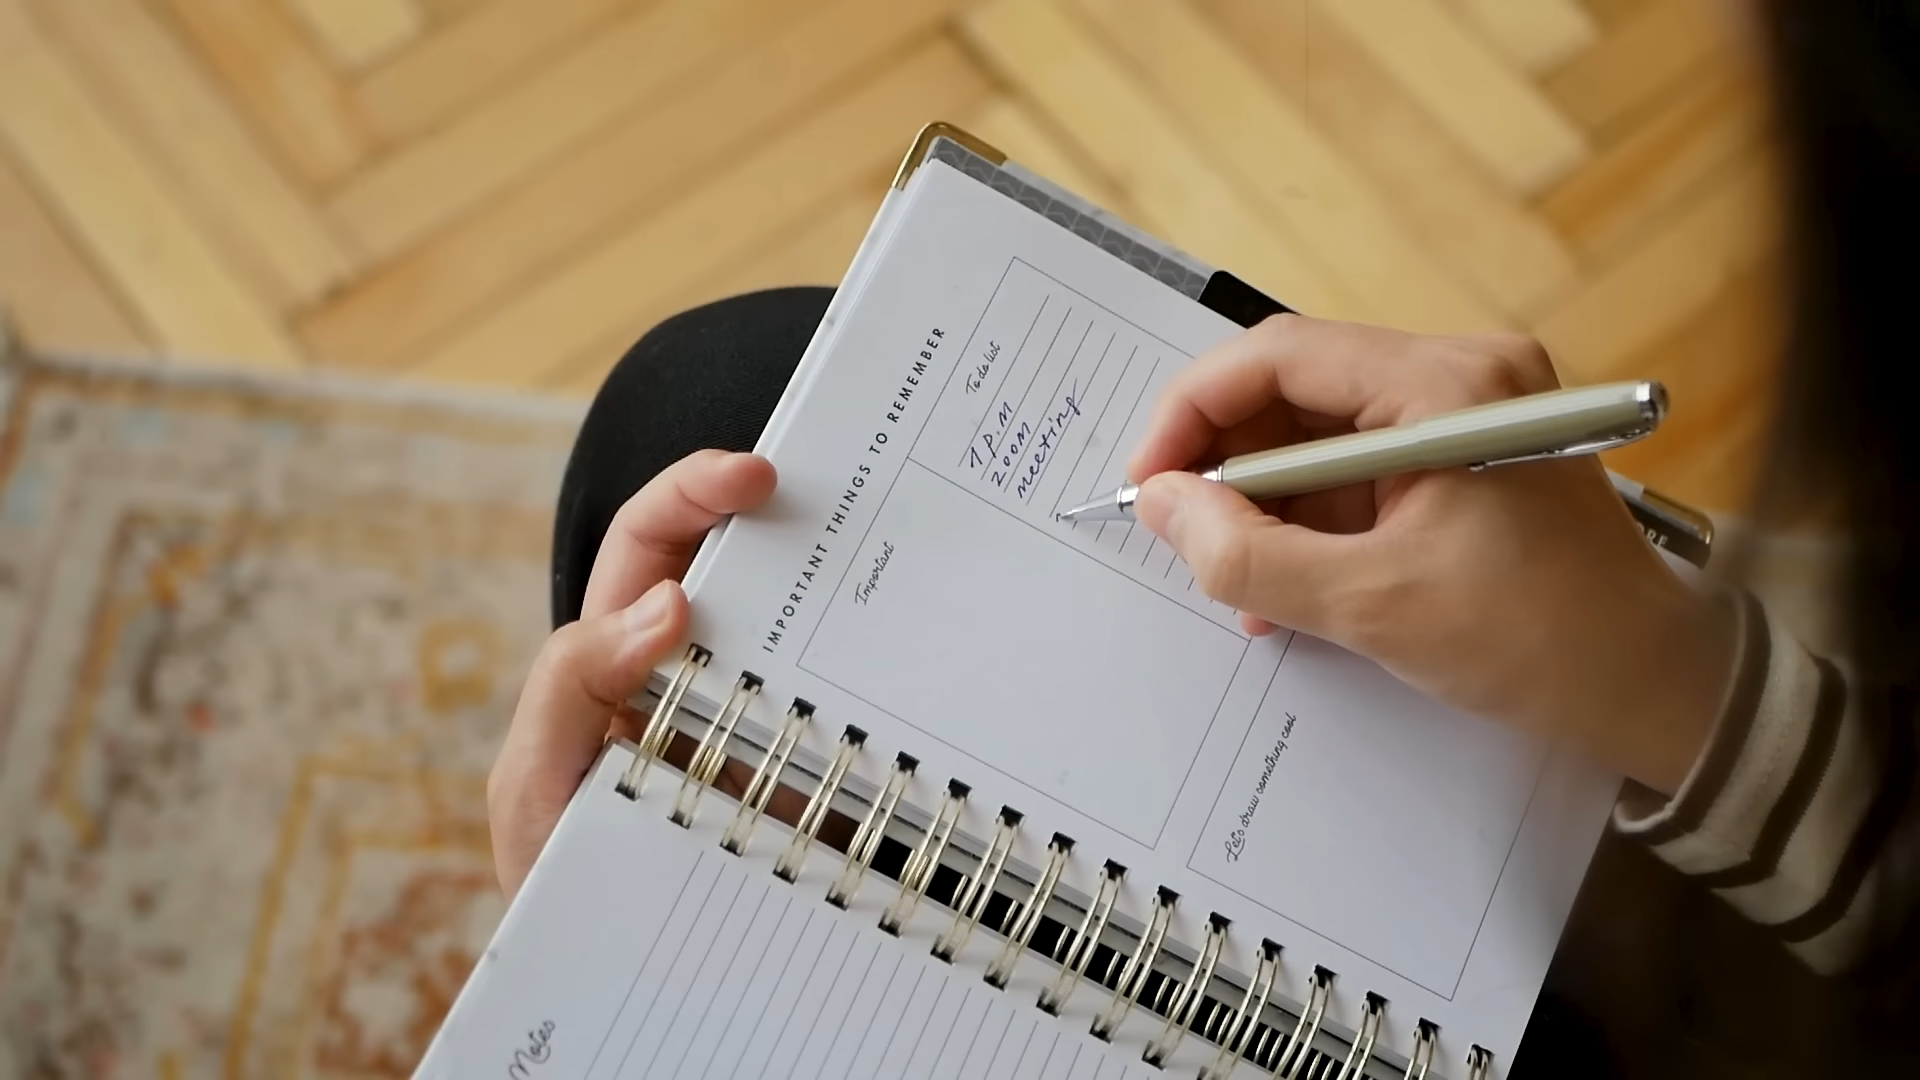 IMPORTANT THINGS TO REMEMBER
To do list
1 P.M
ZOOM
meeting
Important
Let's draw something cool
Notes